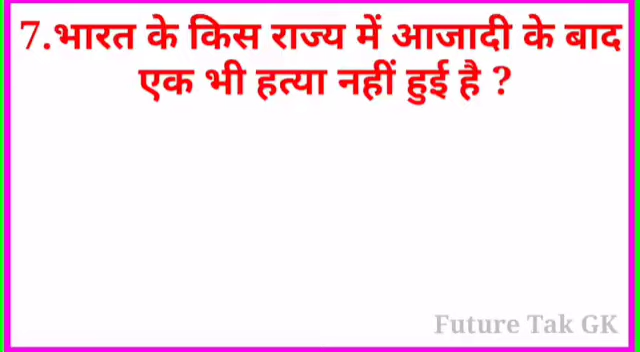 7.भारत के किस राज्य में आजादी के बाद
एक भी हत्या नहीं हुई है ?
Future Tak GK